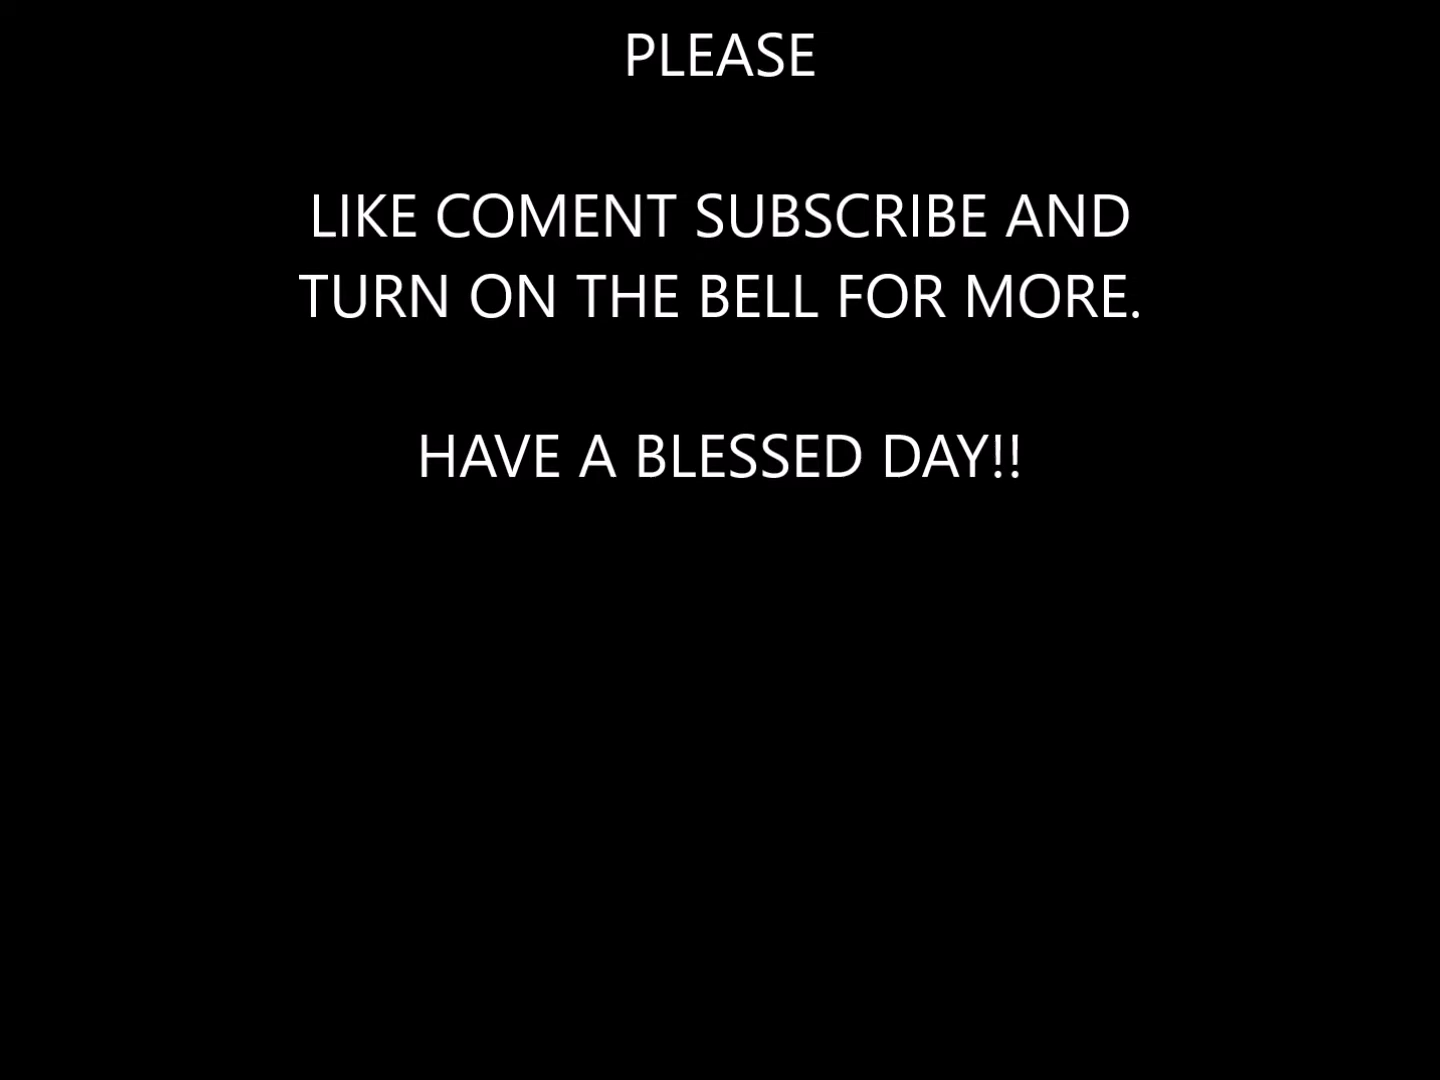 PLEASE
LIKE COMENT SUBSCRIBE AND
TURN ON THE BELL FOR MORE.
HAVE A BLESSED DAY!!